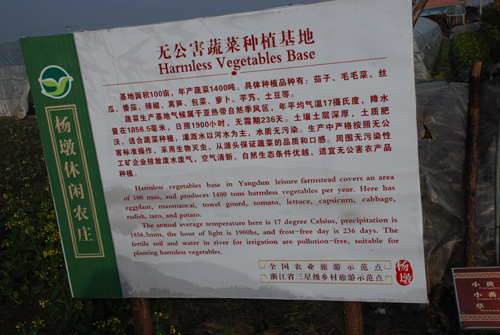 无公害蔬菜种植基地
Harmless Vegetables Base
基地面积100亩，年产蔬菜1400吨。具体种植品种有：茄子、毛毛菜、丝
瓜、番茄、辣椒、莴笋、包菜、萝卜、芋艿、土豆等。
蔬菜生产基地气候属于亚热带自然季风区，年平均气温17摄氏度，降水
量在1856.5毫米，日照1900小时，无霜期236天。土壤土层深厚，土质肥
沃，适合蔬菜种植，灌溉水以河水为主，水质无污染。生产中严格按照无公
害标准操作，采用生物灭虫，从源头保证蔬菜的品质和口感。周围无污染性
工矿企业排放废水废气，空气清新，自然生态条件优越，适宜无公害农产品
种植。
Harmless vegetables base in Yangdun leisure farmstead covers an area
of 100 mus, and produces 1400 tons harmless vegetables per year. Here has
eggplant, maomaocai, towel gourd, tomato, lettuce, capsicum, cabbage,
radish, taro, and potato.
The annual average temperature here is 17 degree Celsius, precipitation is
1856.5mm, the hour of light is 1900hs, and frost-free day is 236 days. The
fertile soil and water in river for irrigation are pollution-free, suitable for
planting harmless vegetables.
全国农业旅游示范点
浙江省三星级乡村旅游示范点
杨墩
杨墩休闲农庄
小黄
小番
草